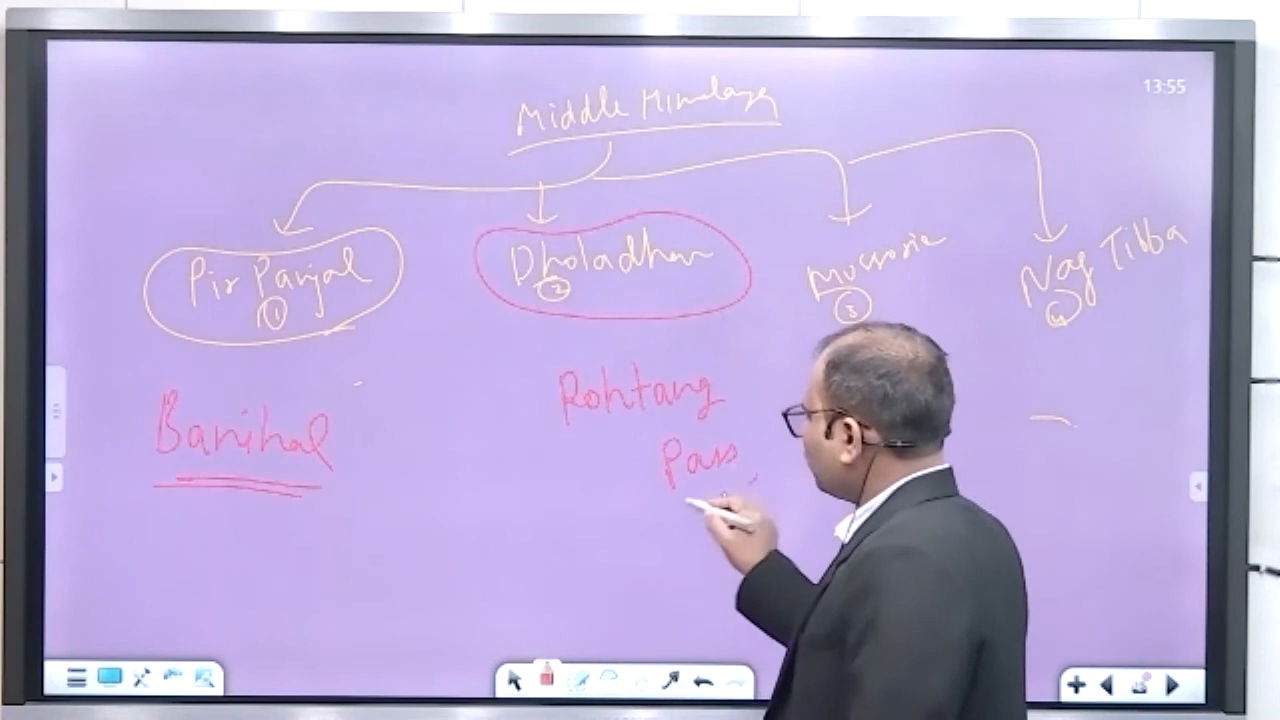 Middle Himalaya
13:55
Pir Panjal
1
Dholadhar
2
Mussorie
3
Nag Tibba
4
Banihal
Rohtang
Pass